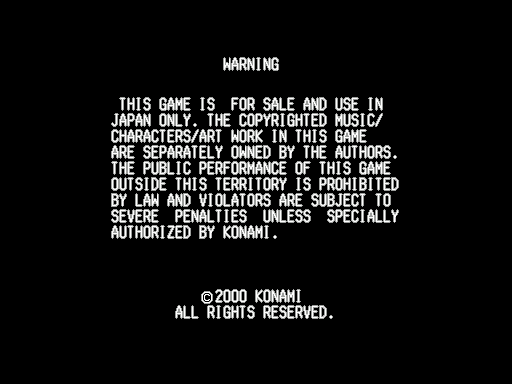 WARNING
THIS GAME IS FOR SALE AND USE IN
JAPAN ONLY. THE COPYRIGHTED MUSIC/
CHARACTERS/ART WORK IN THIS GAME
ARE SEPARATELY OWNED BY THE AUTHORS.
THE PUBLIC PERFORMANCE OF THIS GAME
OUTSIDE THIS TERRITORY IS PROHIBITED
BY LAW AND VIOLATORS ARE SUBJECT TO
SEVERE PENALTIES UNLESS SPECIALLY
AUTHORIZED BY KONAMI.
©2000 KONAMI
ALL RIGHTS RESERVED.